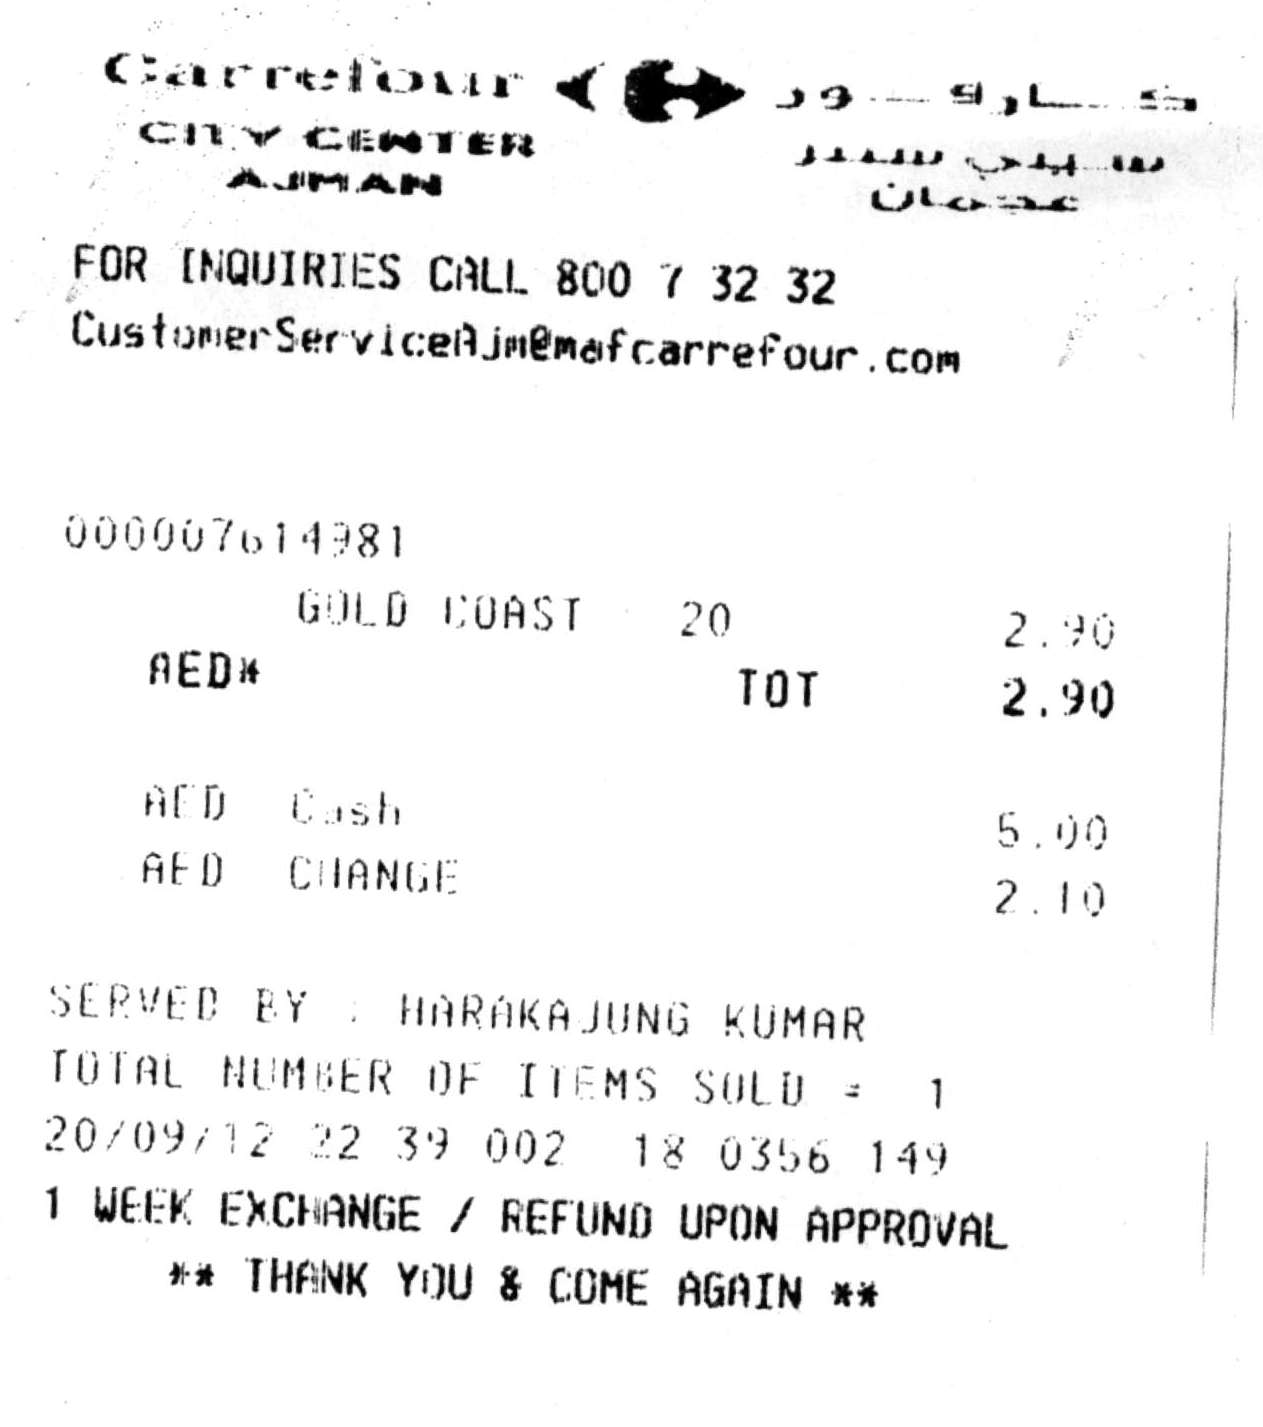 Carrefour كارفور
CITY CENTER سيتي سنتر
AJMAN عجمان
FOR INQUIRIES CALL 800 7 32 32
CustomerServiceAjm@mafcarrefour.com
000007614981
GOLD COAST 20 2.90
AED* TOT 2.90
AED Cash 5.00
AED CHANGE 2.10
SERVED BY : HARAKAJUNG KUMAR
TOTAL NUMBER OF ITEMS SOLD = 1
20/09/12 22 39 002 18 0356 149
1 WEEK EXCHANGE / REFUND UPON APPROVAL
** THANK YOU & COME AGAIN **